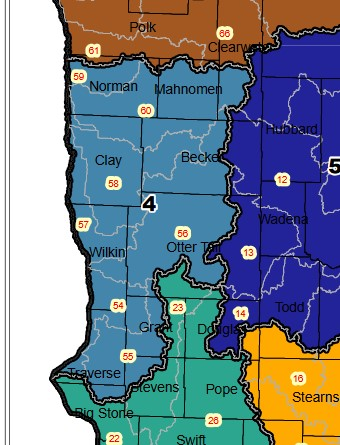 Polk
66
Clearwater
61
59
Norman
Mahnomen
60
Hubbard
Becker
5
Clay
58
12
4
57
Wadena
56
Otter Tail
Wilkin
13
54
23
14
Todd
Grant
Douglas
55
Traverse
Stevens
Pope
16
Stearns
Big Stone
26
22
Swift